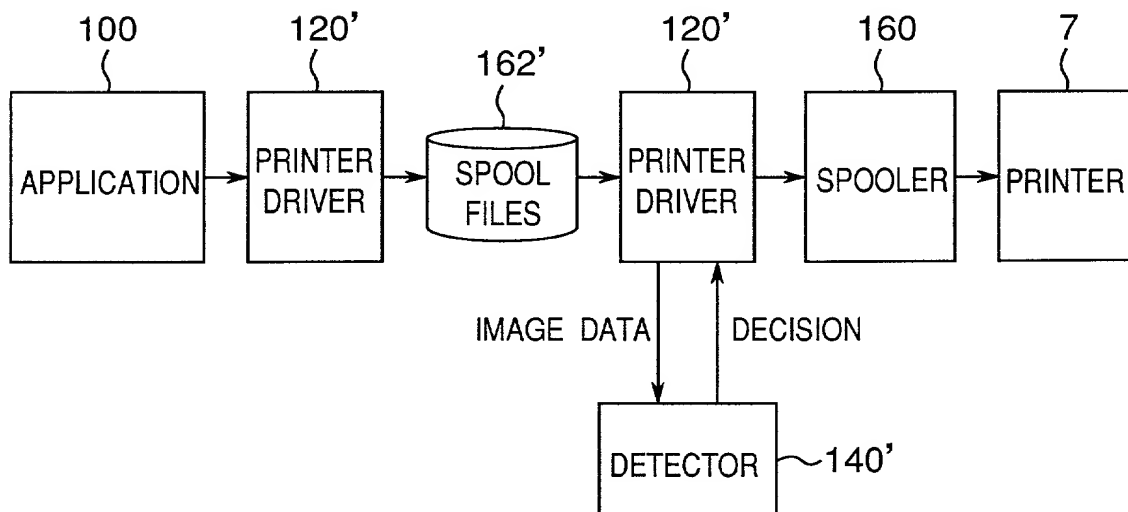 100
120'
162'
120'
160
7
APPLICATION
PRINTER
DRIVER
SPOOL
FILES
PRINTER
DRIVER
SPOOLER
PRINTER
IMAGE DATA
DECISION
DETECTOR
140'